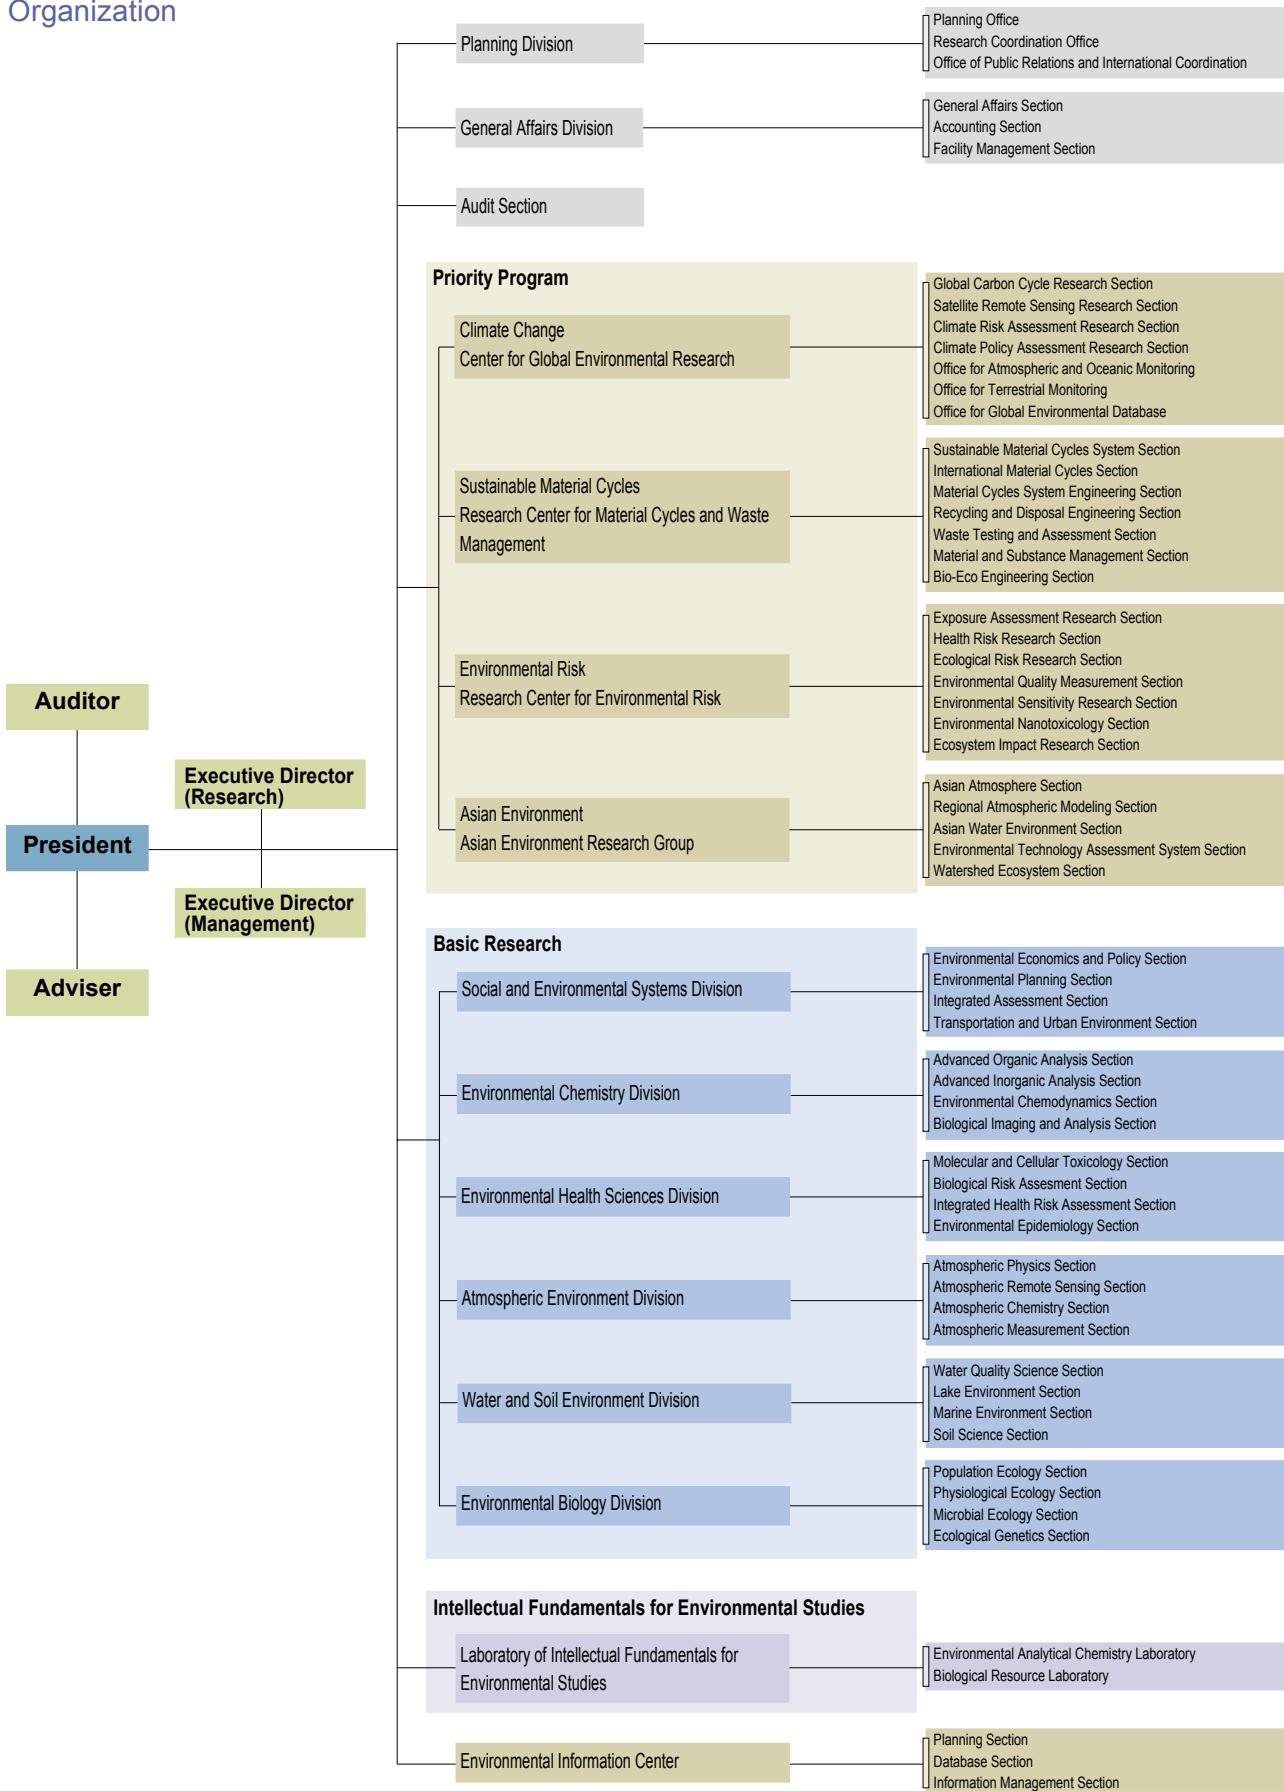 Organization
Planning Division
Planning Office
Research Coordination Office
Office of Public Relations and International Coordination
General Affairs Division
General Affairs Section
Accounting Section
Facility Management Section
Audit Section
Priority Program
Climate Change
Center for Global Environmental Research
Global Carbon Cycle Research Section
Satellite Remote Sensing Research Section
Climate Risk Assessment Research Section
Climate Policy Assessment Research Section
Office for Atmospheric and Oceanic Monitoring
Office for Terrestrial Monitoring
Office for Global Environmental Database
Sustainable Material Cycles
Research Center for Material Cycles and Waste
Management
Sustainable Material Cycles System Section
International Material Cycles Section
Material Cycles System Engineering Section
Recycling and Disposal Engineering Section
Waste Testing and Assessment Section
Material and Substance Management Section
Bio-Eco Engineering Section
Environmental Risk
Research Center for Environmental Risk
Exposure Assessment Research Section
Health Risk Research Section
Ecological Risk Research Section
Environmental Quality Measurement Section
Environmental Sensitivity Research Section
Environmental Nanotoxicology Section
Ecosystem Impact Research Section
Asian Environment
Asian Environment Research Group
Asian Atmosphere Section
Regional Atmospheric Modeling Section
Asian Water Environment Section
Environmental Technology Assessment System Section
Watershed Ecosystem Section
Auditor
Executive Director
(Research)
President
Executive Director
(Management)
Adviser
Basic Research
Social and Environmental Systems Division
Environmental Economics and Policy Section
Environmental Planning Section
Integrated Assessment Section
Transportation and Urban Environment Section
Environmental Chemistry Division
Advanced Organic Analysis Section
Advanced Inorganic Analysis Section
Environmental Chemodynamics Section
Biological Imaging and Analysis Section
Environmental Health Sciences Division
Molecular and Cellular Toxicology Section
Biological Risk Assesment Section
Integrated Health Risk Assessment Section
Environmental Epidemiology Section
Atmospheric Environment Division
Atmospheric Physics Section
Atmospheric Remote Sensing Section
Atmospheric Chemistry Section
Atmospheric Measurement Section
Water and Soil Environment Division
Water Quality Science Section
Lake Environment Section
Marine Environment Section
Soil Science Section
Environmental Biology Division
Population Ecology Section
Physiological Ecology Section
Microbial Ecology Section
Ecological Genetics Section
Intellectual Fundamentals for Environmental Studies
Laboratory of Intellectual Fundamentals for
Environmental Studies
Environmental Analytical Chemistry Laboratory
Biological Resource Laboratory
Environmental Information Center
Planning Section
Database Section
Information Management Section